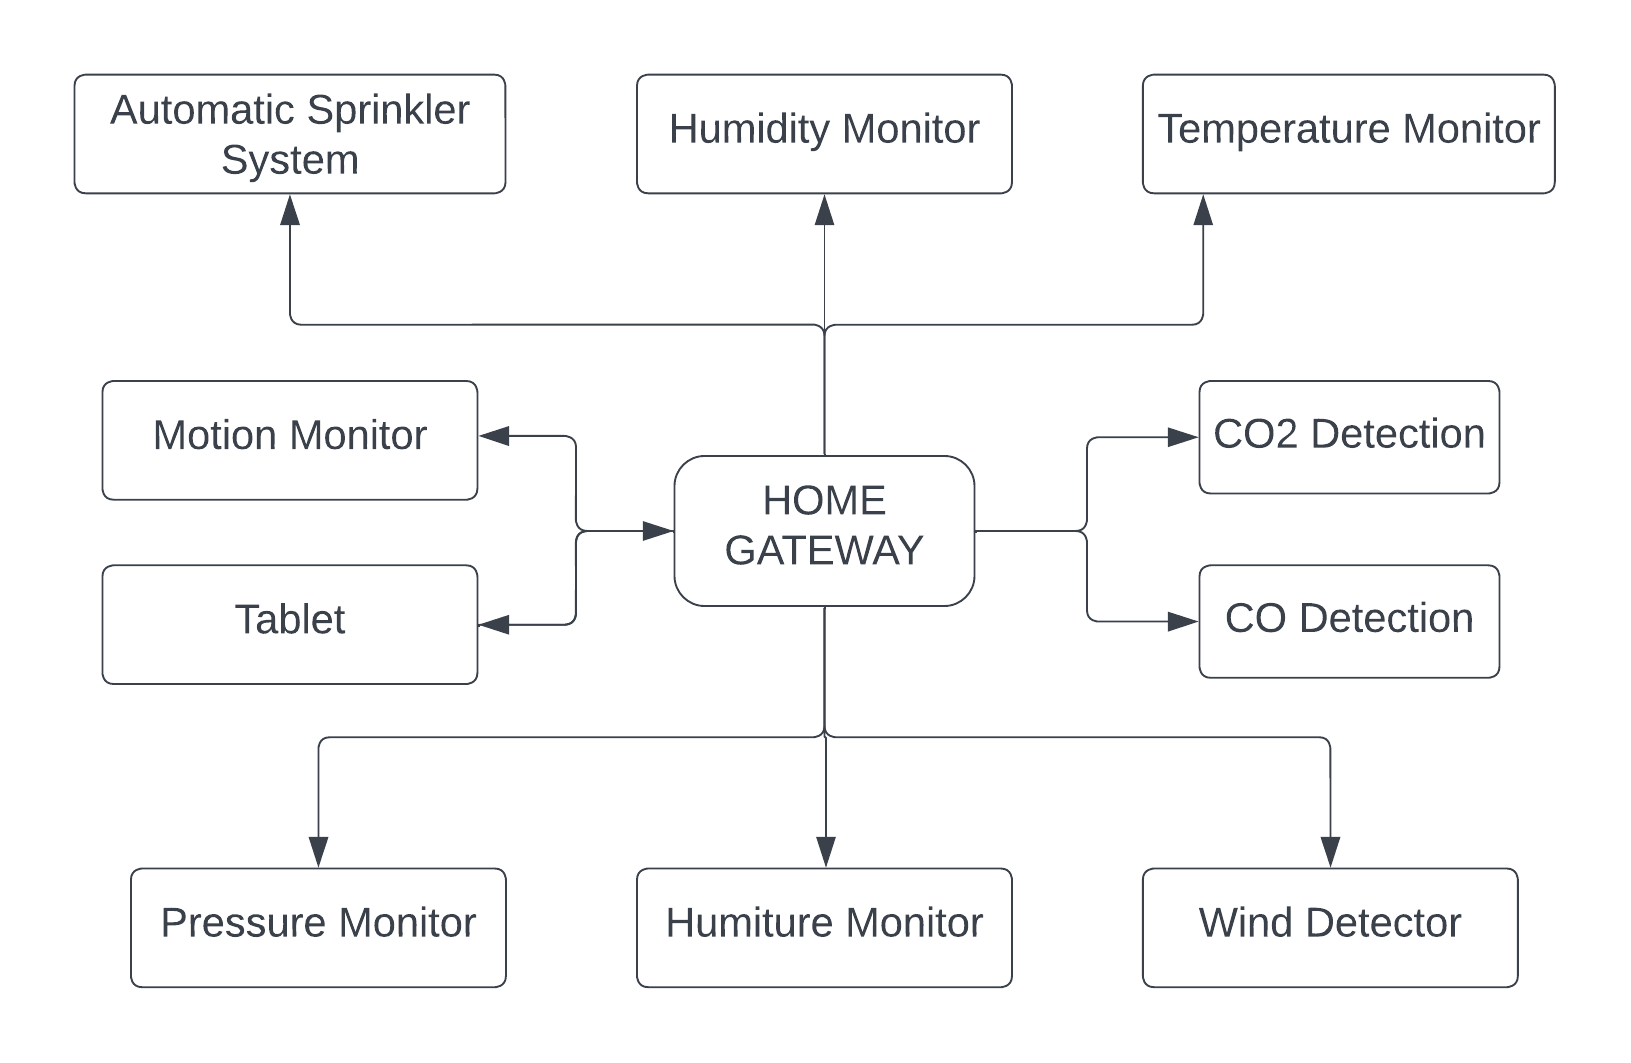 Automatic Sprinkler
System
Humidity Monitor
Temperature Monitor
Motion Monitor
CO2 Detection
HOME
GATEWAY
Tablet
CO Detection
Pressure Monitor
Humiture Monitor
Wind Detector